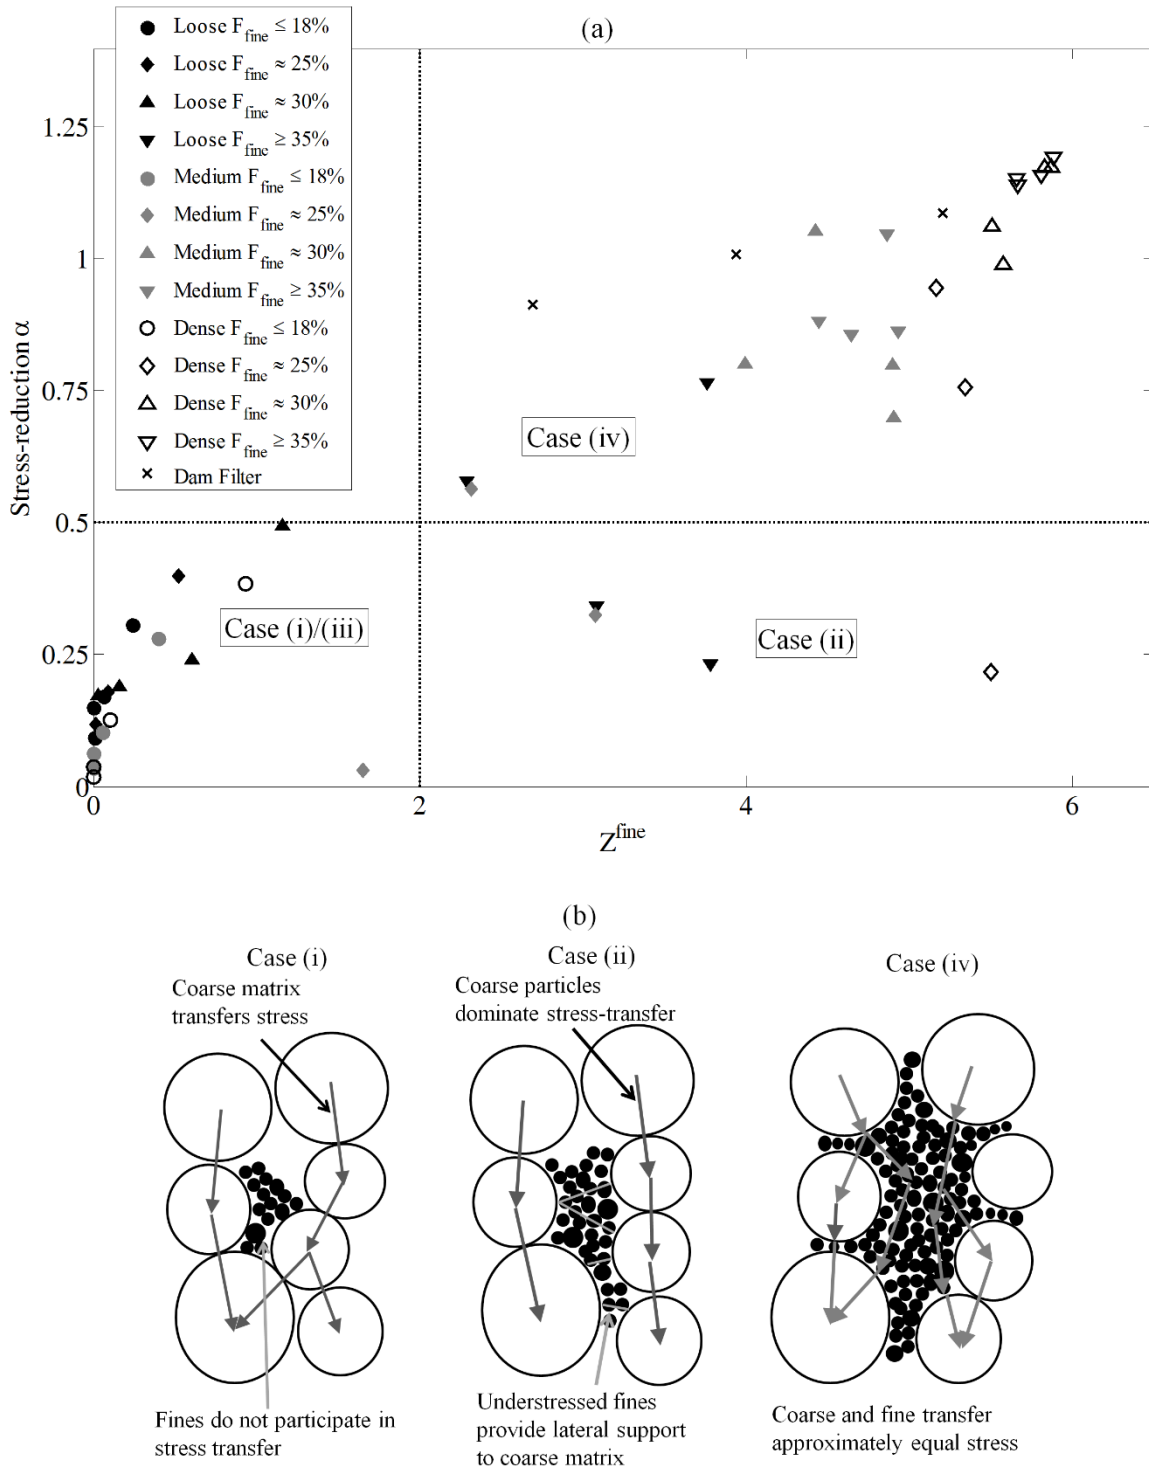 (a)
Loose F_fine ≤ 18%
Loose F_fine ≈ 25%
Loose F_fine ≈ 30%
Loose F_fine ≥ 35%
Medium F_fine ≤ 18%
Medium F_fine ≈ 25%
Medium F_fine ≈ 30%
Medium F_fine ≥ 35%
Dense F_fine ≤ 18%
Dense F_fine ≈ 25%
Dense F_fine ≈ 30%
Dense F_fine ≥ 35%
Dam Filter
Stress-reduction α
1.25
1
0.75
0.5
0.25
0
Case (iv)
Case (i)/(iii)
Case (ii)
0
2
4
6
Z^fine
(b)
Case (i)
Coarse matrix
transfers stress
Fines do not participate in
stress transfer
Case (ii)
Coarse particles
dominate stress-transfer
Understressed fines
provide lateral support
to coarse matrix
Case (iv)
Coarse and fine transfer
approximately equal stress